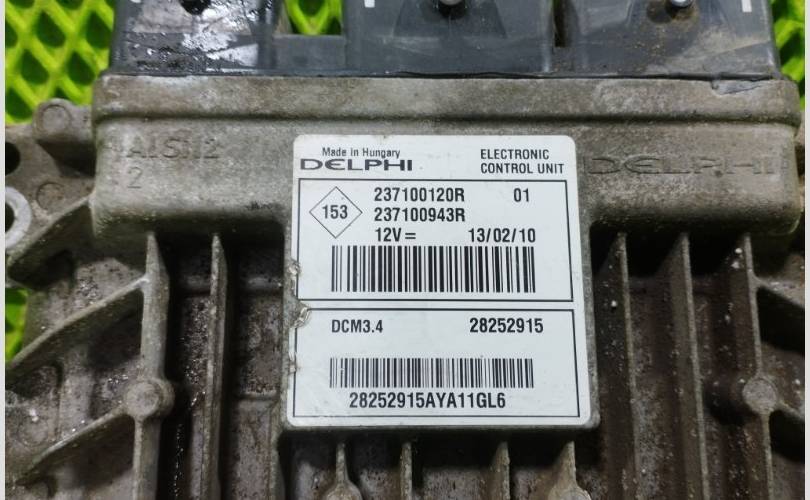 Made in Hungary
DELPHI
ELECTRONIC
CONTROL UNIT
153
237100120R 01
237100943R
12V= 13/02/10
DCM3.4 28252915
28252915AYA11GL6
DELPHI